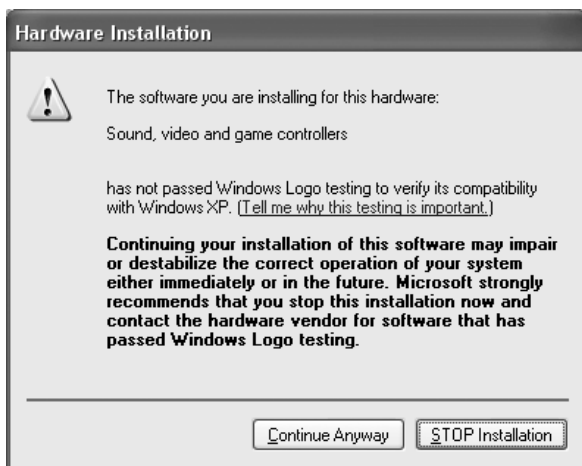 Hardware Installation
The software you are installing for this hardware:
Sound, video and game controllers
has not passed Windows Logo testing to verify its compatibility
with Windows XP. (Tell me why this testing is important.)
Continuing your installation of this software may impair
or destabilize the correct operation of your system
either immediately or in the future. Microsoft strongly
recommends that you stop this installation now and
contact the hardware vendor for software that has
passed Windows Logo testing.
Continue Anyway
STOP Installation